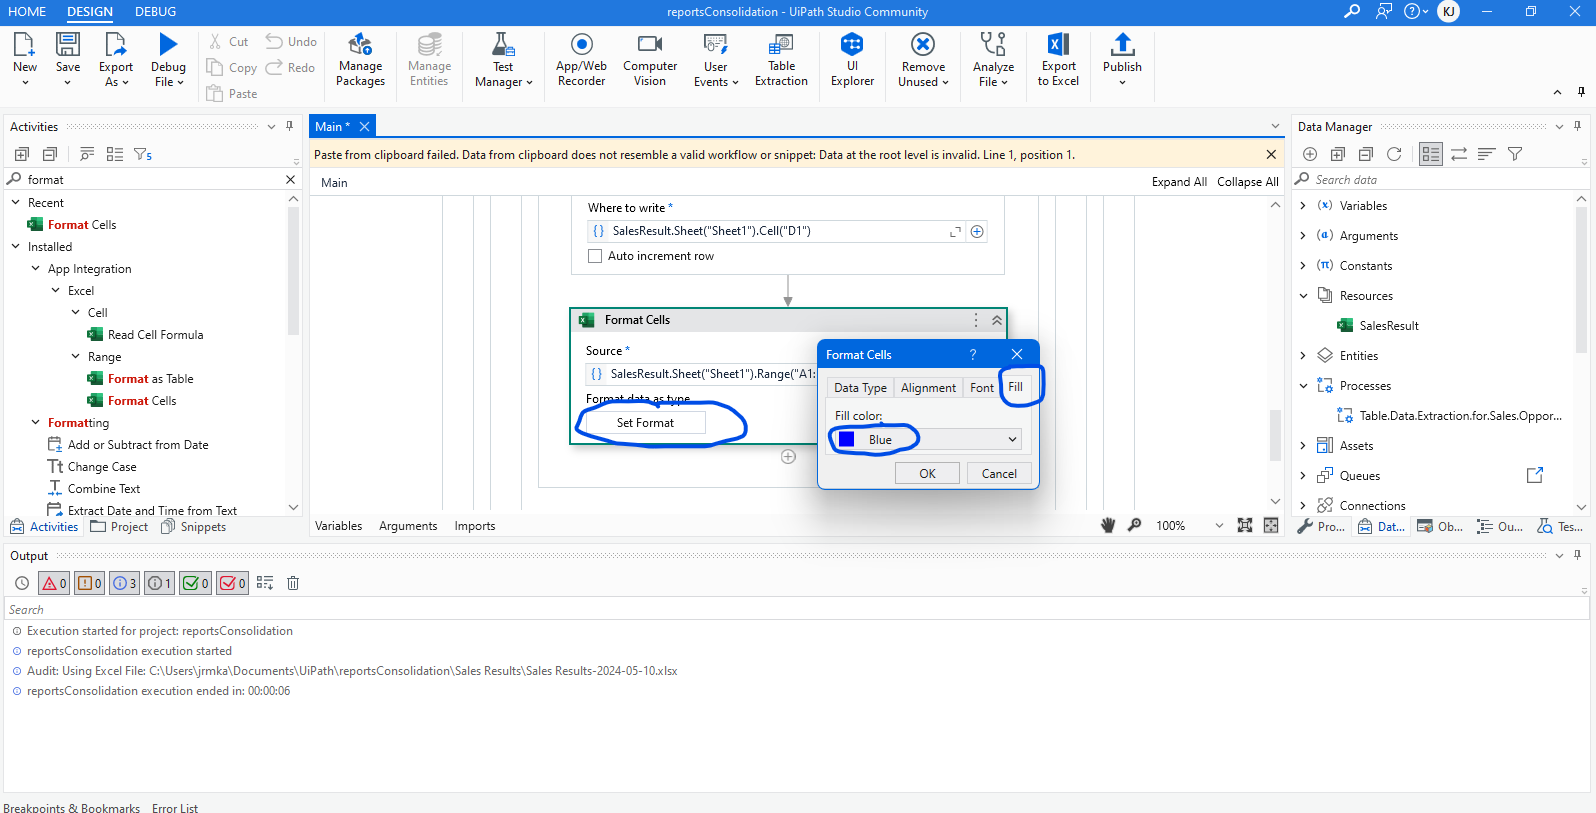 HOME DESIGN DEBUG reportsConsolidation - UiPath Studio Community KJ
New Save Export As Debug File Cut Copy Paste Undo Redo Manage Packages Manage Entities Test Manager App/Web Recorder Computer Vision User Events Table Extraction UI Explorer Remove Unused Analyze File Export to Excel Publish
Activities
5
format
Recent
Format Cells
Installed
App Integration
Excel
Cell
Read Cell Formula
Range
Format as Table
Format Cells
Formatting
Add or Subtract from Date
Change Case
Combine Text
Extract Date and Time from Text
Activities Project Snippets
Main *
Paste from clipboard failed. Data from clipboard does not resemble a valid workflow or snippet: Data at the root level is invalid. Line 1, position 1.
Main Expand All Collapse All
Where to write *
SalesResult.Sheet("Sheet1").Cell("D1")
Auto increment row
Format Cells
Source *
SalesResult.Sheet("Sheet1").Range("A1:
Format data as type
Set Format
Format Cells ?
Data Type Alignment Font Fill
Fill color:
Blue
OK Cancel
Variables Arguments Imports 100%
Data Manager
Search data
Variables
Arguments
Constants
Resources
SalesResult
Entities
Processes
Table.Data.Extraction.for.Sales.Oppor...
Assets
Queues
Connections
Pro... Dat... Ob... Ou... Tes...
Output
0 0 3 1 0 0
Search
Execution started for project: reportsConsolidation
reportsConsolidation execution started
Audit: Using Excel File: C:\Users\jrmka\Documents\UiPath\reportsConsolidation\Sales Results\Sales Results-2024-05-10.xlsx
reportsConsolidation execution ended in: 00:00:06
Breakpoints & Bookmarks Error List